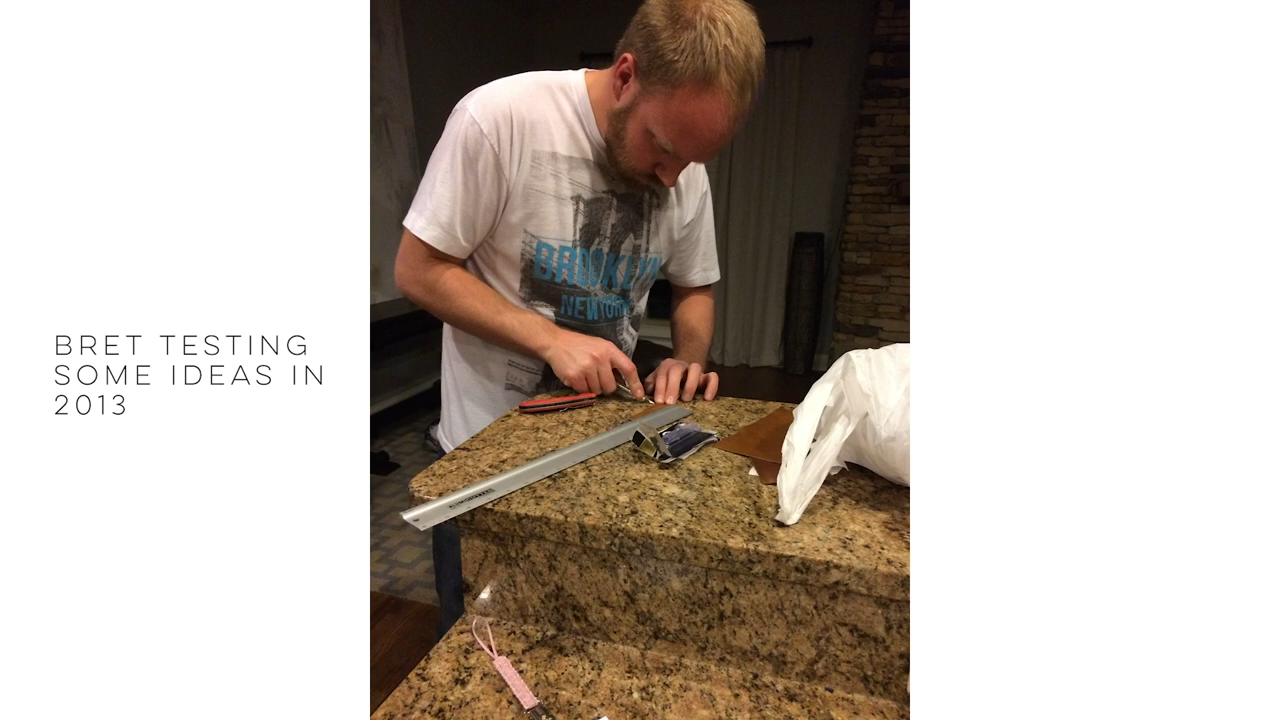 BRET TESTING
SOME IDEAS IN
2013
BROOKLYN
NEW YORK